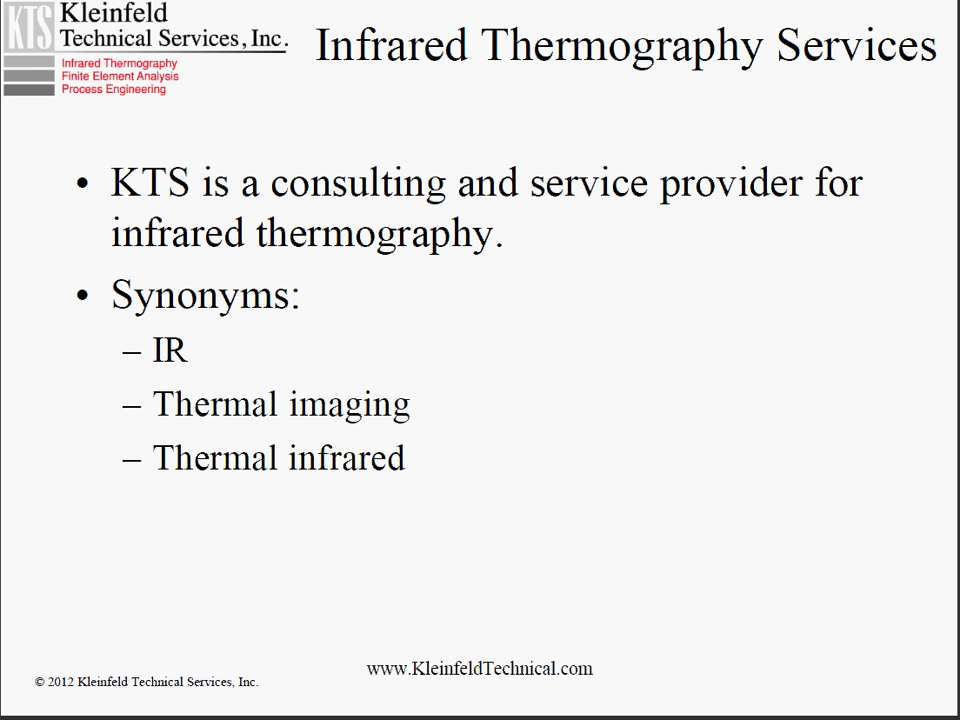 KTS
Kleinfeld
Technical Services, Inc.
Infrared Thermography
Finite Element Analysis
Process Engineering
Infrared Thermography Services
• KTS is a consulting and service provider for
infrared thermography.
• Synonyms:
– IR
– Thermal imaging
– Thermal infrared
www.KleinfeldTechnical.com
© 2012 Kleinfeld Technical Services, Inc.